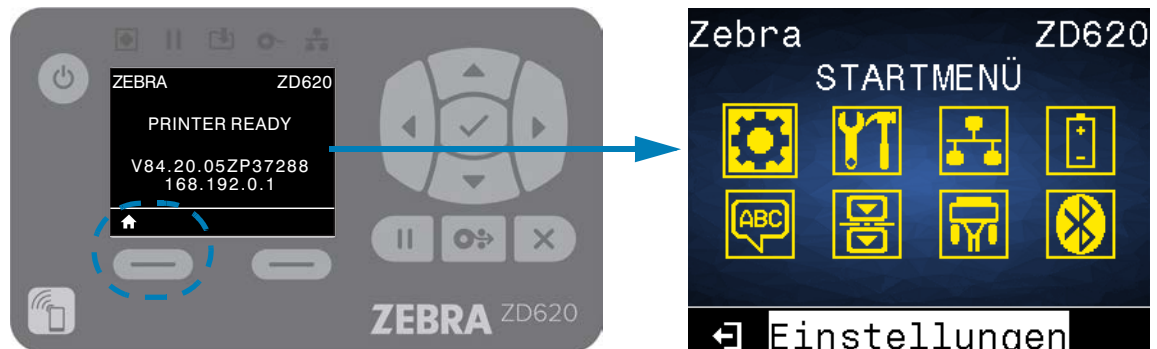 ZEBRA ZD620
PRINTER READY
V84.20.05ZP37288
168.192.0.1
ZEBRA ZD620
Zebra ZD620
STARTMENÜ
ABC
Einstellungen